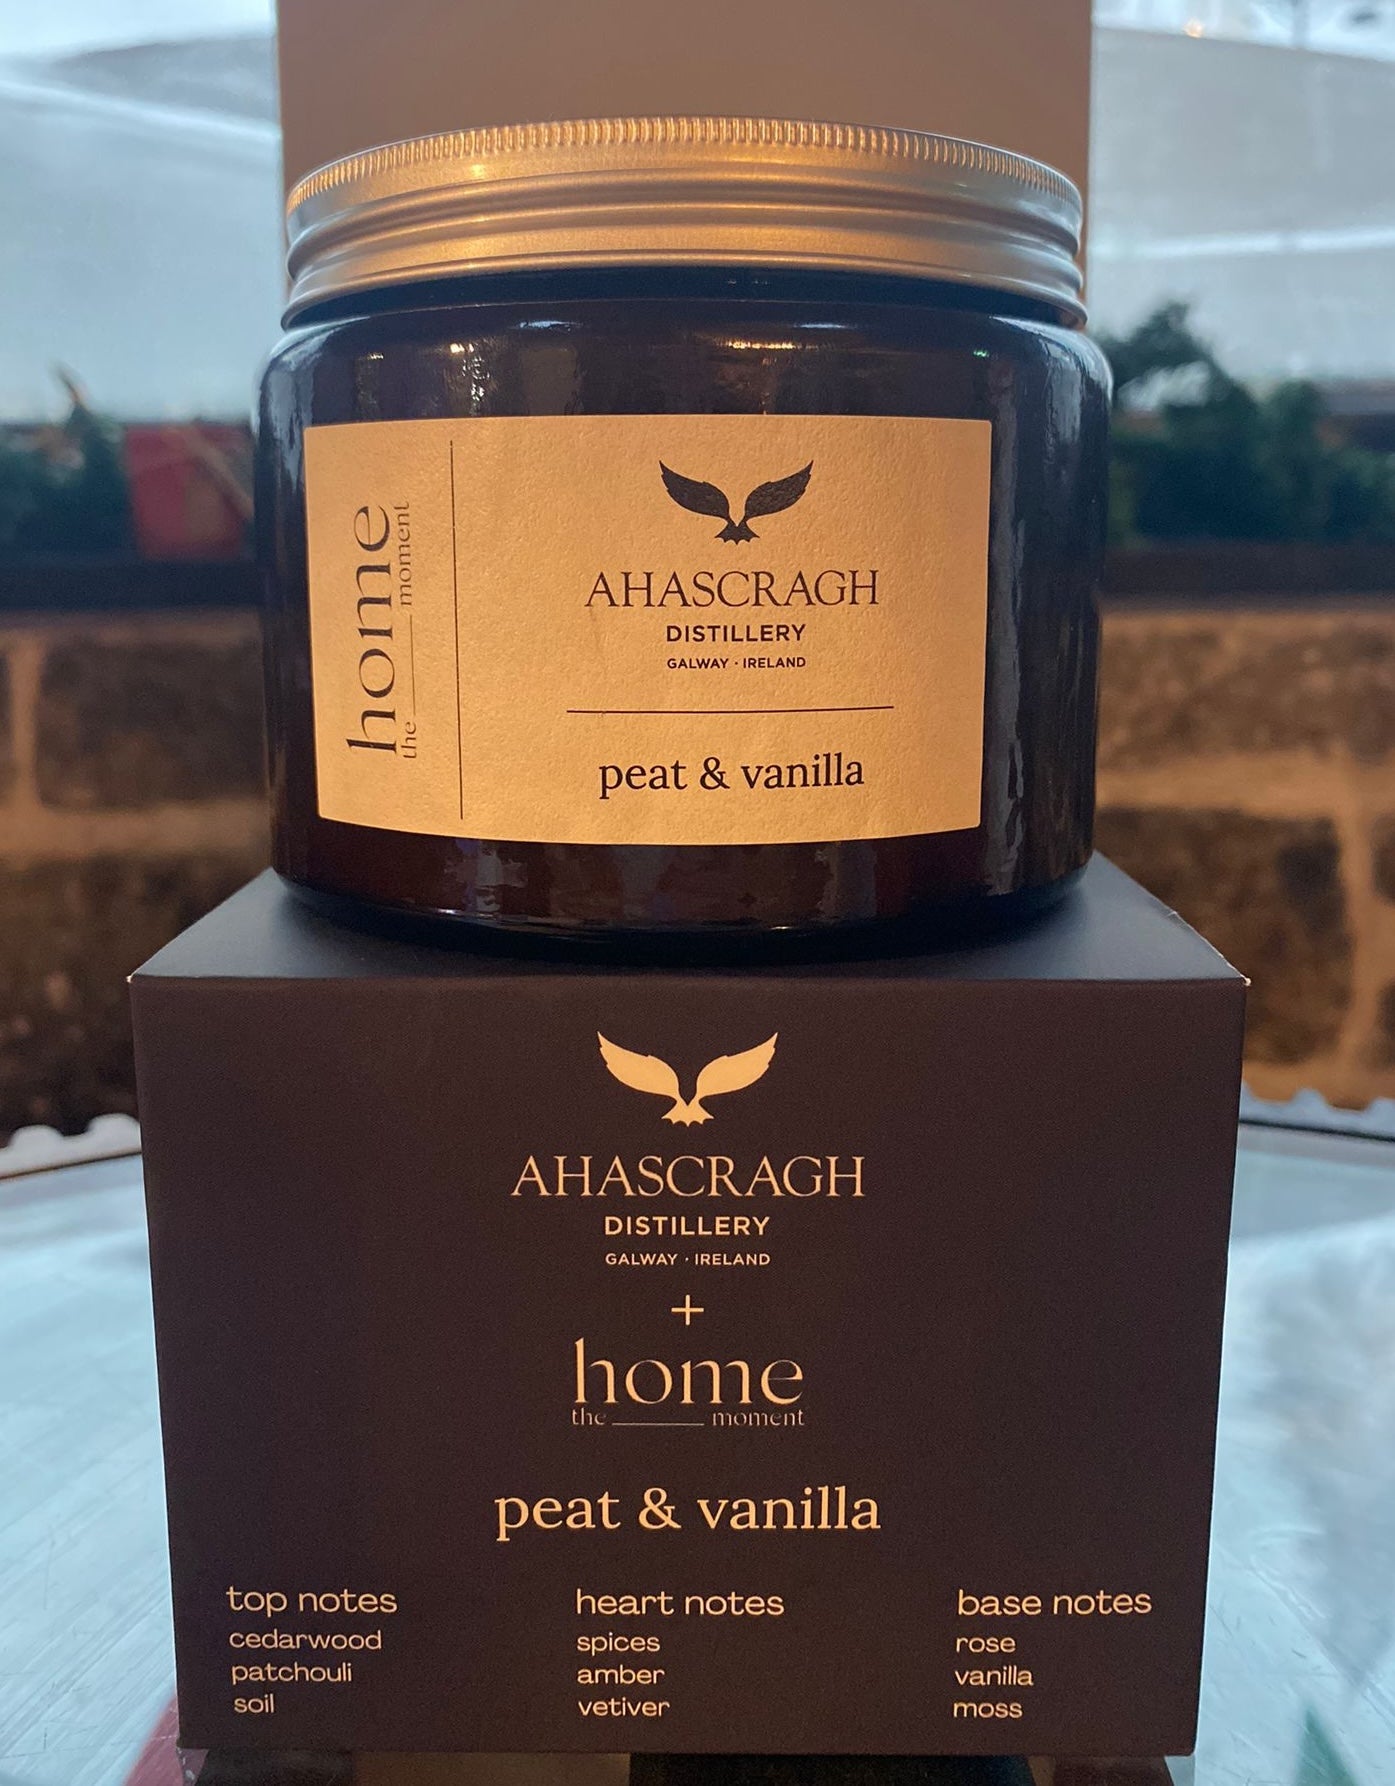 home
the moment
AHASCRAGH
DISTILLERY
GALWAY · IRELAND
peat & vanilla
AHASCRAGH
DISTILLERY
GALWAY · IRELAND
+
home
the moment
peat & vanilla
top notes
cedarwood
patchouli
soil
heart notes
spices
amber
vetiver
base notes
rose
vanilla
moss